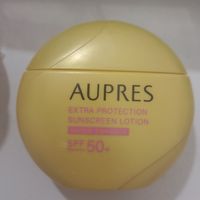 AUPRES
EXTRA PROTECTION
SUNSCREEN LOTION
SPF 50+